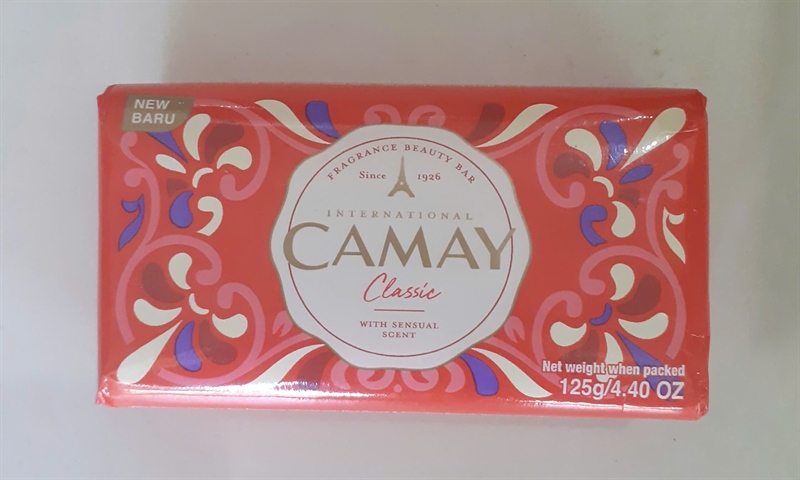 NEW
BARU
FRAGRANCE BEAUTY BAR
Since 1926
INTERNATIONAL
CAMAY
Classic
WITH SENSUAL
SCENT
Net weight when packed
125g/4.40 OZ